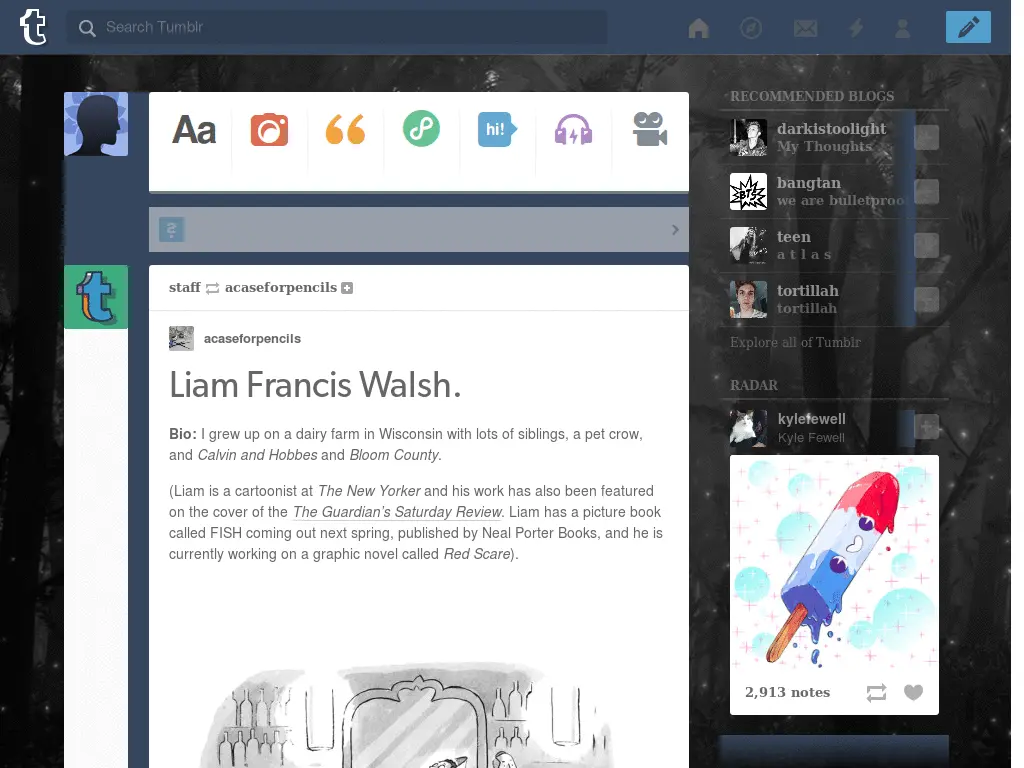 t
Search Tumblr
Aa
hi!
?
staff acaseforpencils
acaseforpencils
Liam Francis Walsh.
Bio: I grew up on a dairy farm in Wisconsin with lots of siblings, a pet crow,
and Calvin and Hobbes and Bloom County.
(Liam is a cartoonist at The New Yorker and his work has also been featured
on the cover of the The Guardian’s Saturday Review. Liam has a picture book
called FISH coming out next spring, published by Neal Porter Books, and he is
currently working on a graphic novel called Red Scare).
RECOMMENDED BLOGS
darkistoolight
My Thoughts
BTS
bangtan
we are bulletproo
teen
a t l a s
tortillah
tortillah
Explore all of Tumblr
RADAR
kylefewell
Kyle Fewell
2,913 notes